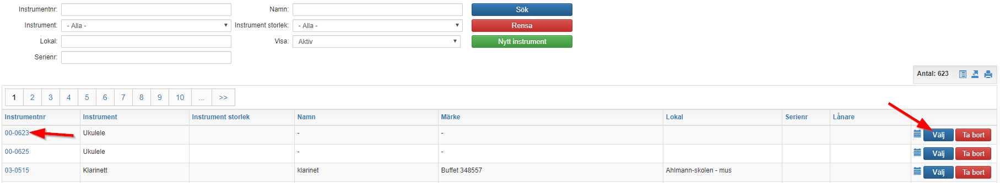 Instrumentnr: Namn: Sök
Instrument: - Alla - Instrument storlek: - Alla - Rensa
Lokal: Visa: Aktiv Nytt instrument
Serienr:
Antal: 623
1 2 3 4 5 6 7 8 9 10 ... >>
Instrumentnr Instrument Instrument storlek Namn Märke Lokal Serienr Lånare
00-0623 Ukulele - - Välj Ta bort
00-0625 Ukulele - - Välj Ta bort
03-0515 Klarinett klarinet Buffet 348557 Ahlmann-skolen - mus Välj Ta bort